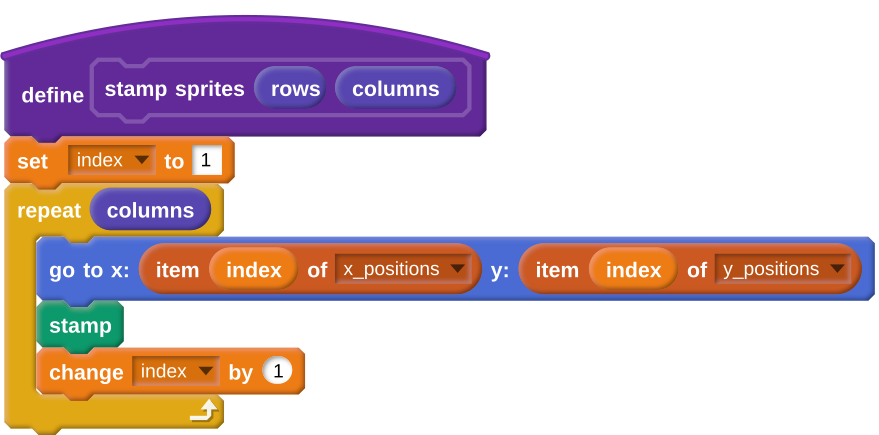 define stamp sprites rows columns
set index to 1
repeat columns
go to x: item index of x_positions y: item index of y_positions
stamp
change index by 1